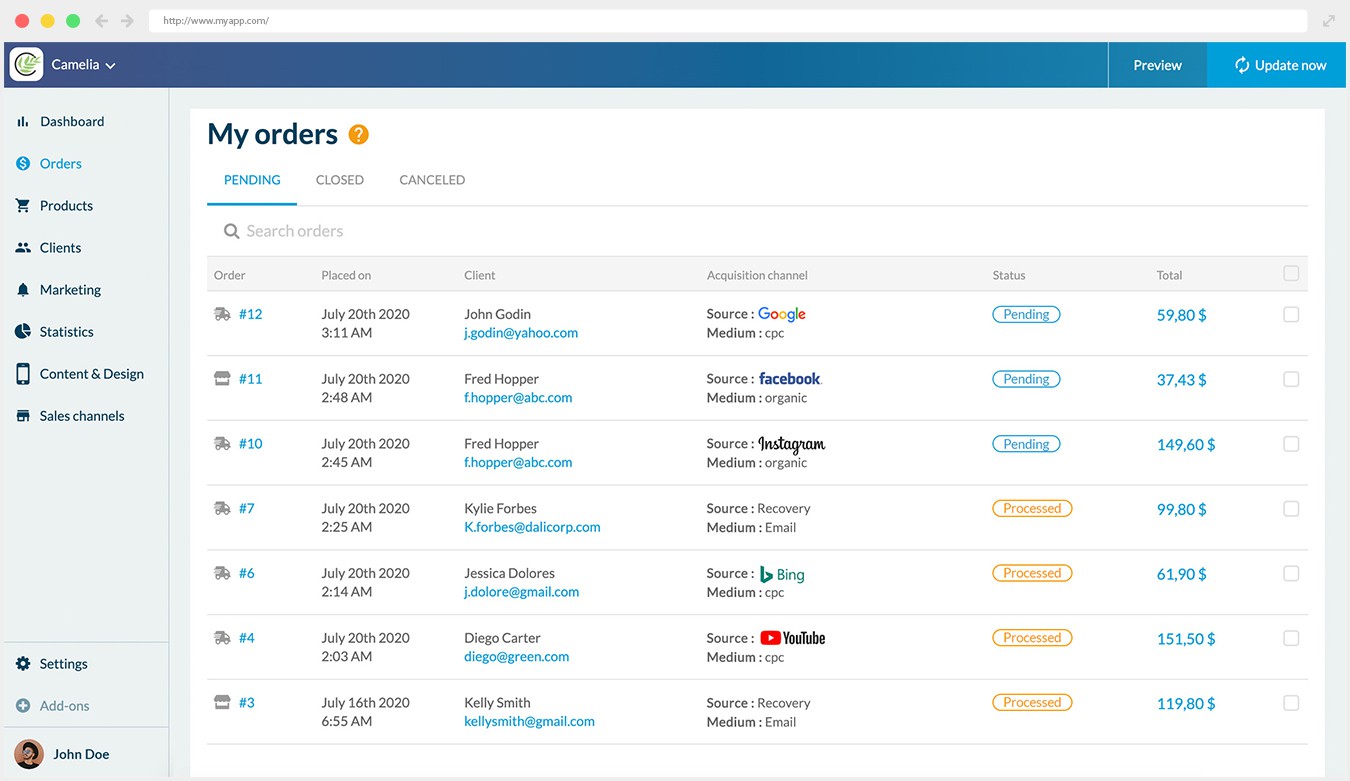 http://www.myapp.com/
Camelia
Preview
Update now
Dashboard
Orders
Products
Clients
Marketing
Statistics
Content & Design
Sales channels
Settings
Add-ons
John Doe
My orders ?
PENDING CLOSED CANCELED
Search orders
Order Placed on Client Acquisition channel Status Total
#12 July 20th 2020 John Godin Source : Google Pending 59,80 $
3:11 AM j.godin@yahoo.com Medium : cpc
#11 July 20th 2020 Fred Hopper Source : facebook. Pending 37,43 $
2:48 AM f.hopper@abc.com Medium : organic
#10 July 20th 2020 Fred Hopper Source : Instagram Pending 149,60 $
2:45 AM f.hopper@abc.com Medium : organic
#7 July 20th 2020 Kylie Forbes Source : Recovery Processed 99,80 $
2:25 AM K.forbes@dalicorp.com Medium : Email
#6 July 20th 2020 Jessica Dolores Source : Bing Processed 61,90 $
2:14 AM j.dolore@gmail.com Medium : cpc
#4 July 20th 2020 Diego Carter Source : YouTube Processed 151,50 $
2:03 AM diego@green.com Medium : cpc
#3 July 16th 2020 Kelly Smith Source : Recovery Processed 119,80 $
6:55 AM kellysmith@gmail.com Medium : Email